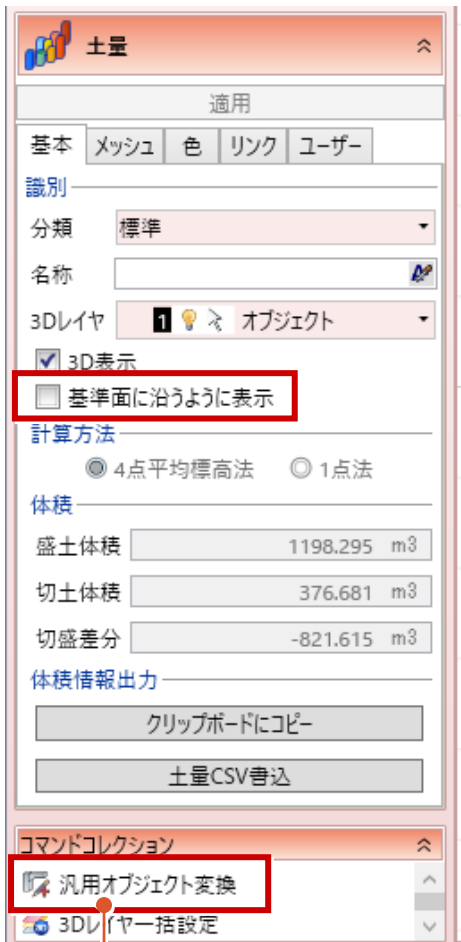 土量
適用
基本 メッシュ 色 リンク ユーザー
識別
分類 標準
名称
3Dレイヤ 1 オブジェクト
3D表示
基準面に沿うように表示
計算方法
4点平均標高法 1点法
体積
盛土体積 1198.295 m3
切土体積 376.681 m3
切盛差分 -821.615 m3
体積情報出力
クリップボードにコピー
土量CSV書込
コマンドコレクション
汎用オブジェクト変換
3Dレイヤー括設定